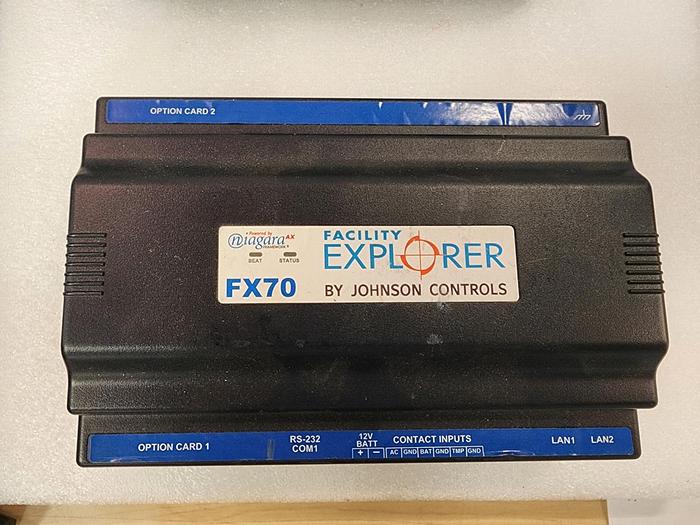 OPTION CARD 2
Powered by
niagara AX
FRAMEWORK
BEAT STATUS
FX70
FACILITY
EXPLORER
BY JOHNSON CONTROLS
OPTION CARD 1
RS-232
COM1
12V
BATT
+ −
CONTACT INPUTS
AC GND BAT GND TMP GND
LAN1 LAN2